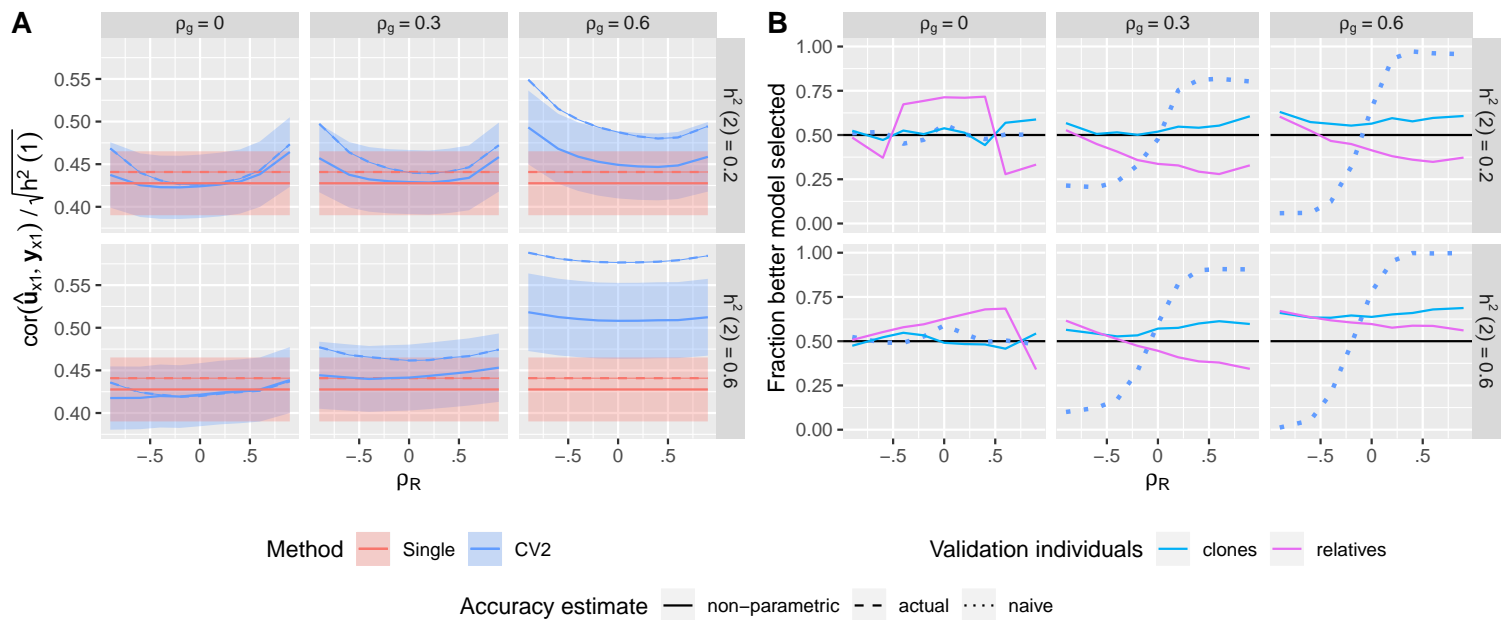 A
ρg = 0
ρg = 0.3
ρg = 0.6
cor(û x1, y x1) / √h² (1)
0.55
0.50
0.45
0.40
h² (2) = 0.2
0.55
0.50
0.45
0.40
h² (2) = 0.6
−.5 0 .5
−.5 0 .5
−.5 0 .5
ρR
B
ρg = 0
ρg = 0.3
ρg = 0.6
Fraction better model selected
1.00
0.75
0.50
0.25
0.00
h² (2) = 0.2
1.00
0.75
0.50
0.25
0.00
h² (2) = 0.6
−.5 0 .5
−.5 0 .5
−.5 0 .5
ρR
Method Single CV2
Validation individuals clones relatives
Accuracy estimate non−parametric actual naive